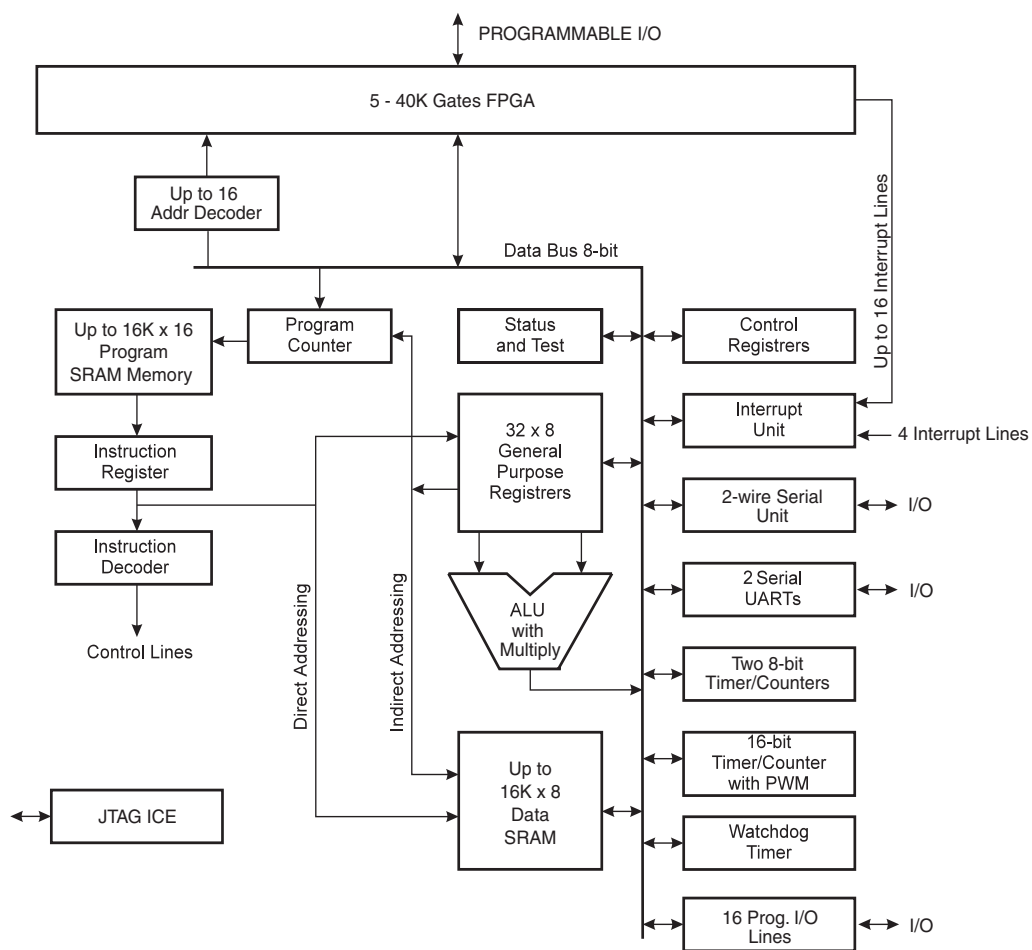 PROGRAMMABLE I/O
5 - 40K Gates FPGA
Up to 16
Addr Decoder
Up to 16 Interrupt Lines
Data Bus 8-bit
Up to 16K x 16
Program
SRAM Memory
Program
Counter
Status
and Test
Control
Registrers
Instruction
Register
32 x 8
General
Purpose
Registrers
Interrupt
Unit
4 Interrupt Lines
2-wire Serial
Unit
I/O
Instruction
Decoder
Control Lines
Direct Addressing
Indirect Addressing
ALU
with
Multiply
2 Serial
UARTs
I/O
Two 8-bit
Timer/Counters
JTAG ICE
Up to
16K x 8
Data
SRAM
16-bit
Timer/Counter
with PWM
Watchdog
Timer
16 Prog. I/O
Lines
I/O